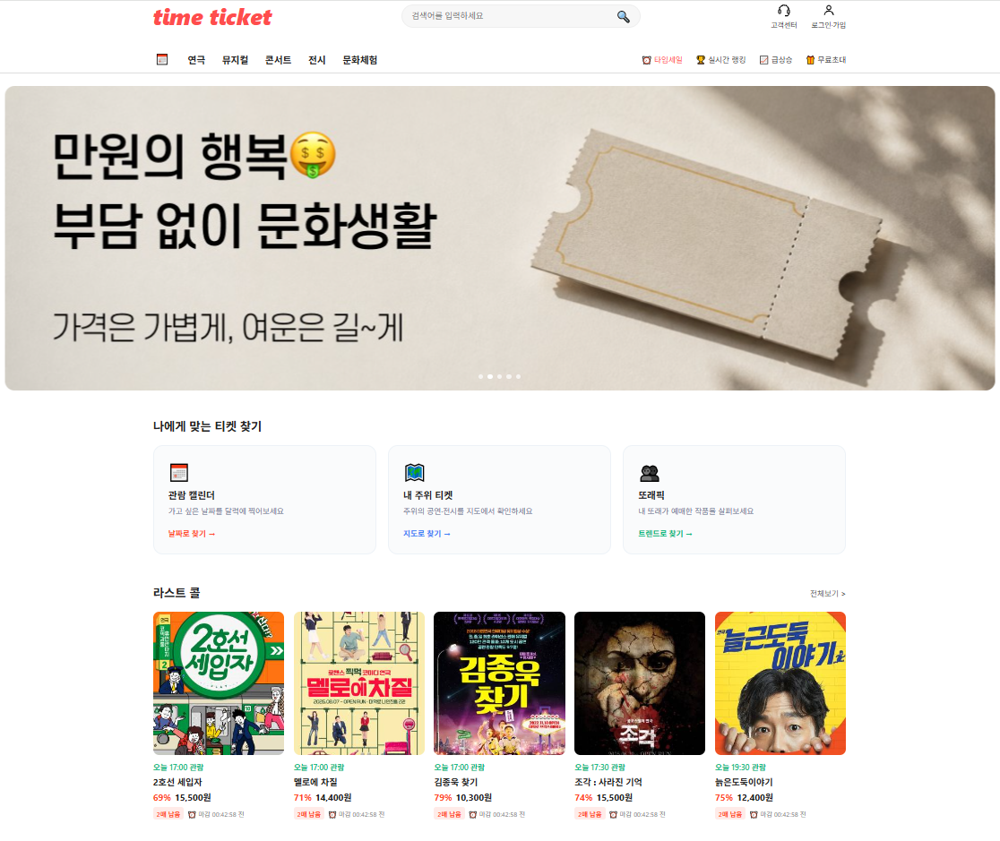 time ticket
검색어를 입력하세요
고객센터
로그인·가입
연극
뮤지컬
콘서트
전시
문화체험
타임세일
실시간 랭킹
급상승
무료초대
만원의 행복
부담 없이 문화생활
가격은 가볍게, 여운은 길~게
나에게 맞는 티켓 찾기
관람 캘린더
가고 싶은 날짜를 달력에 찍어보세요
날짜로 찾기 →
내 주위 티켓
주위의 공연·전시를 지도에서 확인하세요
지도로 찾기 →
또래픽
내 또래가 예매한 작품을 살펴보세요
트렌드로 찾기 →
라스트 콜
전체보기 >
연극
2호선
세입자
2
로맨스 찍먹 코미디 연극
멜로에차질
김종욱
찾기
조각
연극
늘근도둑
이야기
오늘 17:00 관람
2호선 세입자
69% 15,500원
2매 남음
마감 00:42:58 전
오늘 17:00 관람
멜로에 차질
71% 14,400원
2매 남음
마감 00:42:58 전
오늘 17:00 관람
김종욱 찾기
79% 10,300원
2매 남음
마감 00:42:58 전
오늘 17:30 관람
조각 : 사라진 기억
74% 15,500원
2매 남음
마감 00:42:58 전
오늘 19:30 관람
늙은도둑이야기
75% 12,400원
2매 남음
마감 00:42:58 전